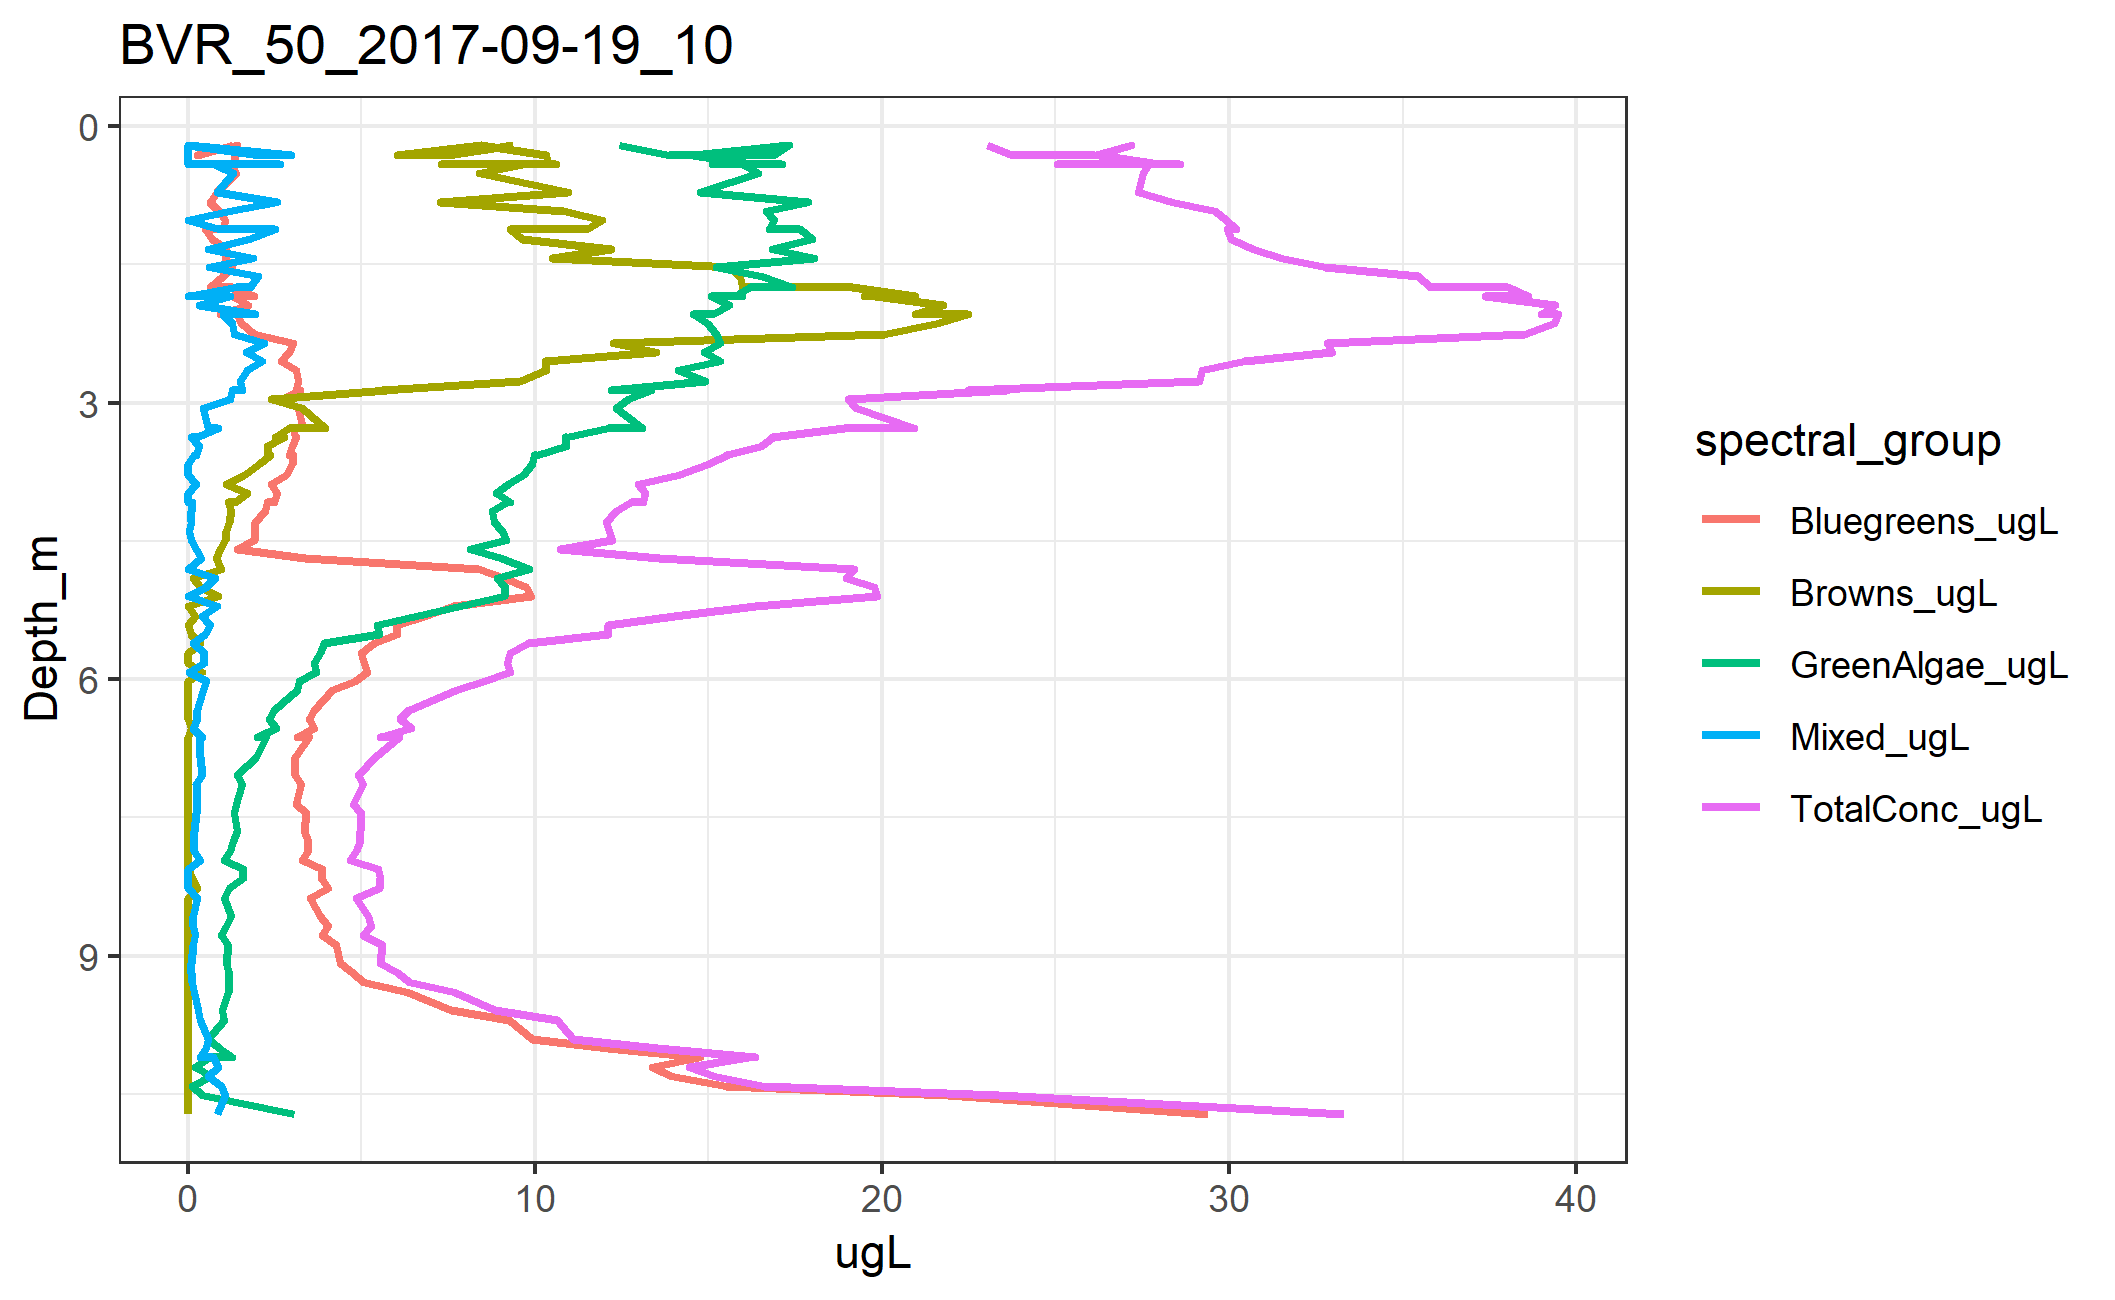 BVR_50_2017-09-19_10
0
3
6
9
Depth_m
0 10 20 30 40
ugL
spectral_group
Bluegreens_ugL
Browns_ugL
GreenAlgae_ugL
Mixed_ugL
TotalConc_ugL